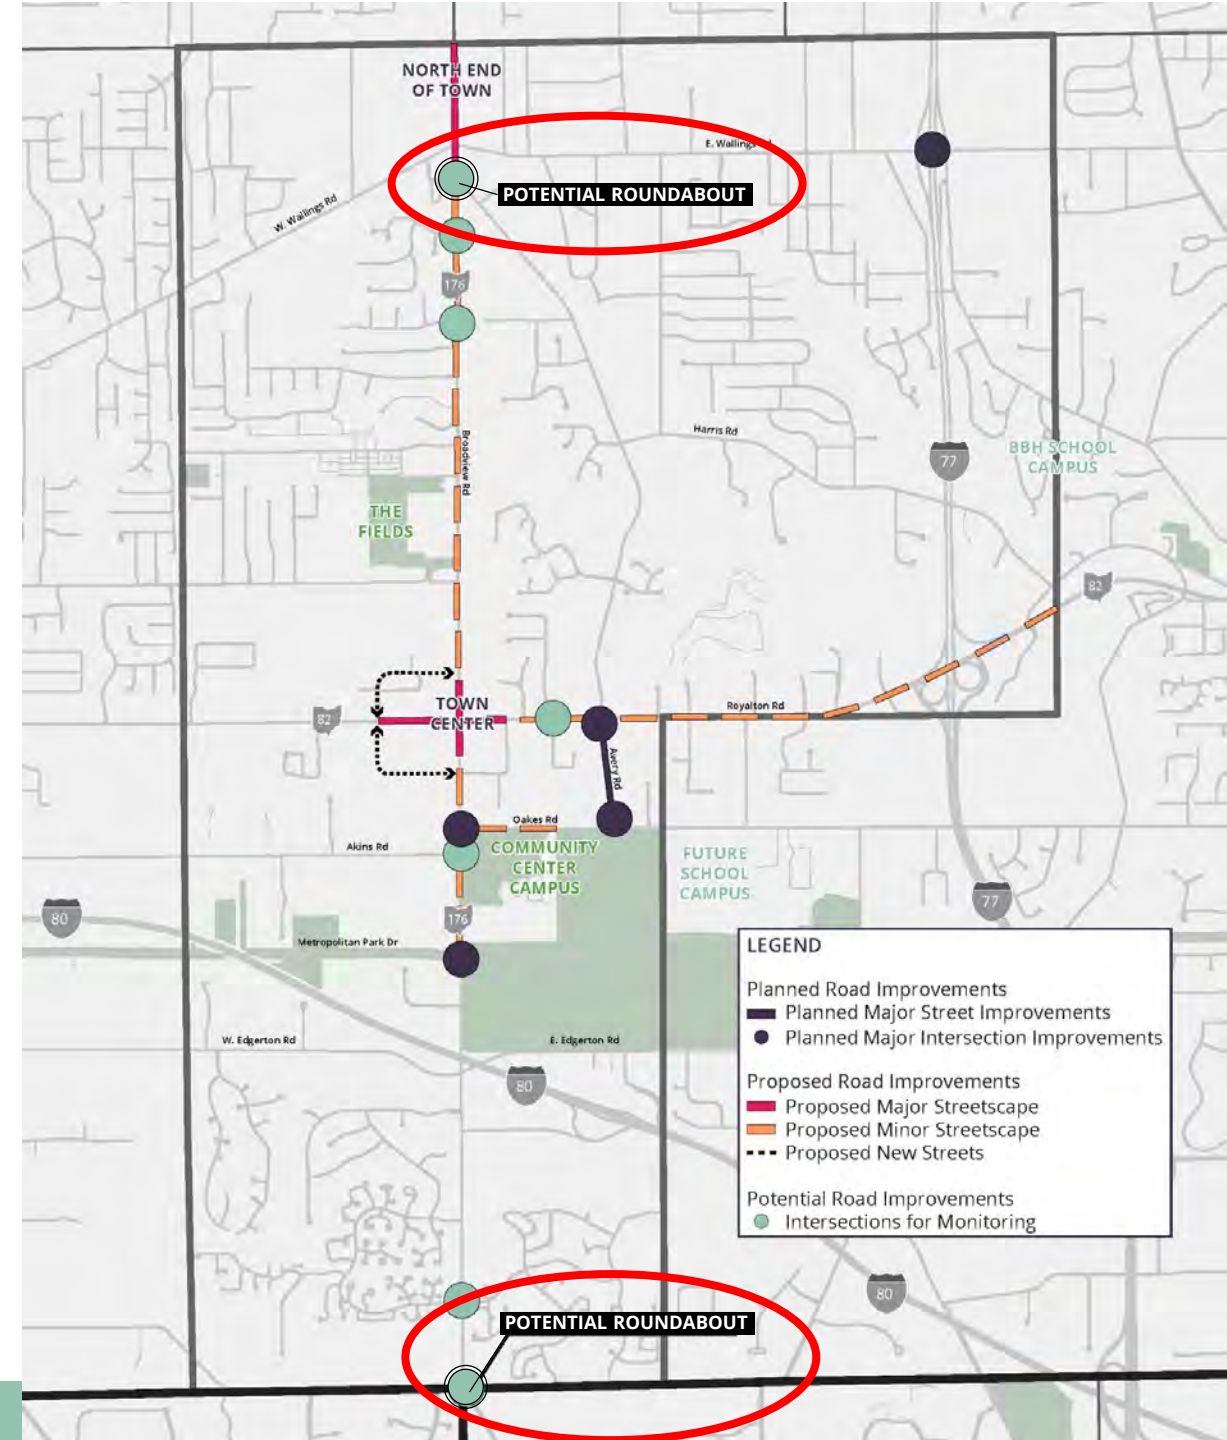 NORTH END
OF TOWN
E. Wallings Rd
POTENTIAL ROUNDABOUT
W. Wallings Rd
176
Broadview Rd
Harris Rd
77
BBH SCHOOL
CAMPUS
THE
FIELDS
82
TOWN
CENTER
82
Royalton Rd
Avery Rd
Oakes Rd
Akins Rd
COMMUNITY
CENTER
CAMPUS
FUTURE
SCHOOL
CAMPUS
77
80
176
Metropolitan Park Dr
W. Edgerton Rd
E. Edgerton Rd
80
LEGEND
Planned Road Improvements
Planned Major Street Improvements
Planned Major Intersection Improvements
Proposed Road Improvements
Proposed Major Streetscape
Proposed Minor Streetscape
Proposed New Streets
Potential Road Improvements
Intersections for Monitoring
80
POTENTIAL ROUNDABOUT